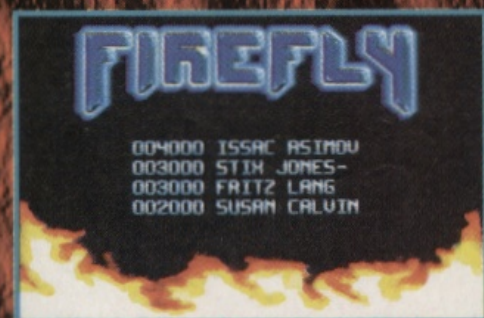 FIREFLY
004000 ISSAC ASIMOV
003000 STIX JONES-
003000 FRITZ LANG
002000 SUSAN CALVIN